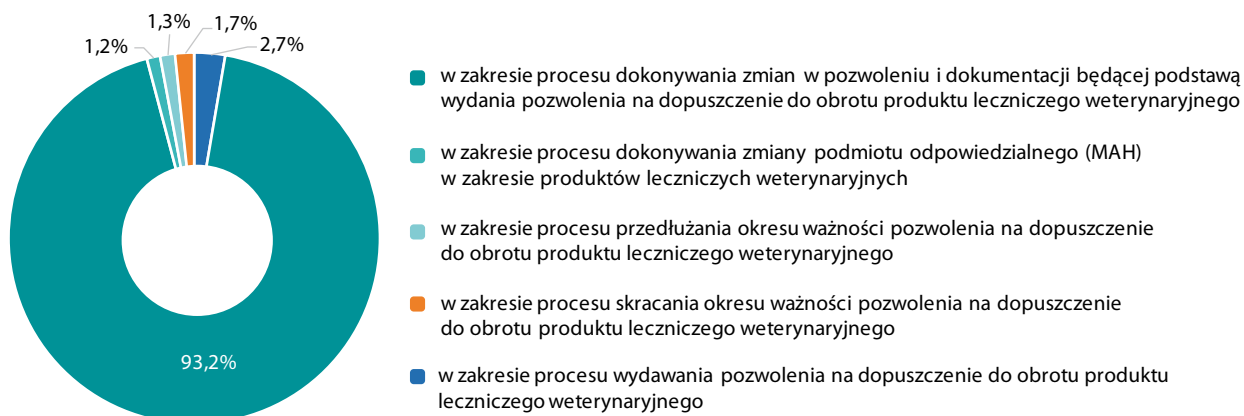 1,3%
1,7%
1,2%
2,7%
w zakresie procesu dokonywania zmian w pozwoleniu i dokumentacji będącej podstawą
wydania pozwolenia na dopuszczenie do obrotu produktu leczniczego weterynaryjnego
w zakresie procesu dokonywania zmiany podmiotu odpowiedzialnego (MAH)
w zakresie produktów leczniczych weterynaryjnych
w zakresie procesu przedłużania okresu ważności pozwolenia na dopuszczenie
do obrotu produktu leczniczego weterynaryjnego
w zakresie procesu skracania okresu ważności pozwolenia na dopuszczenie
do obrotu produktu leczniczego weterynaryjnego
93,2%
w zakresie procesu wydawania pozwolenia na dopuszczenie do obrotu produktu
leczniczego weterynaryjnego